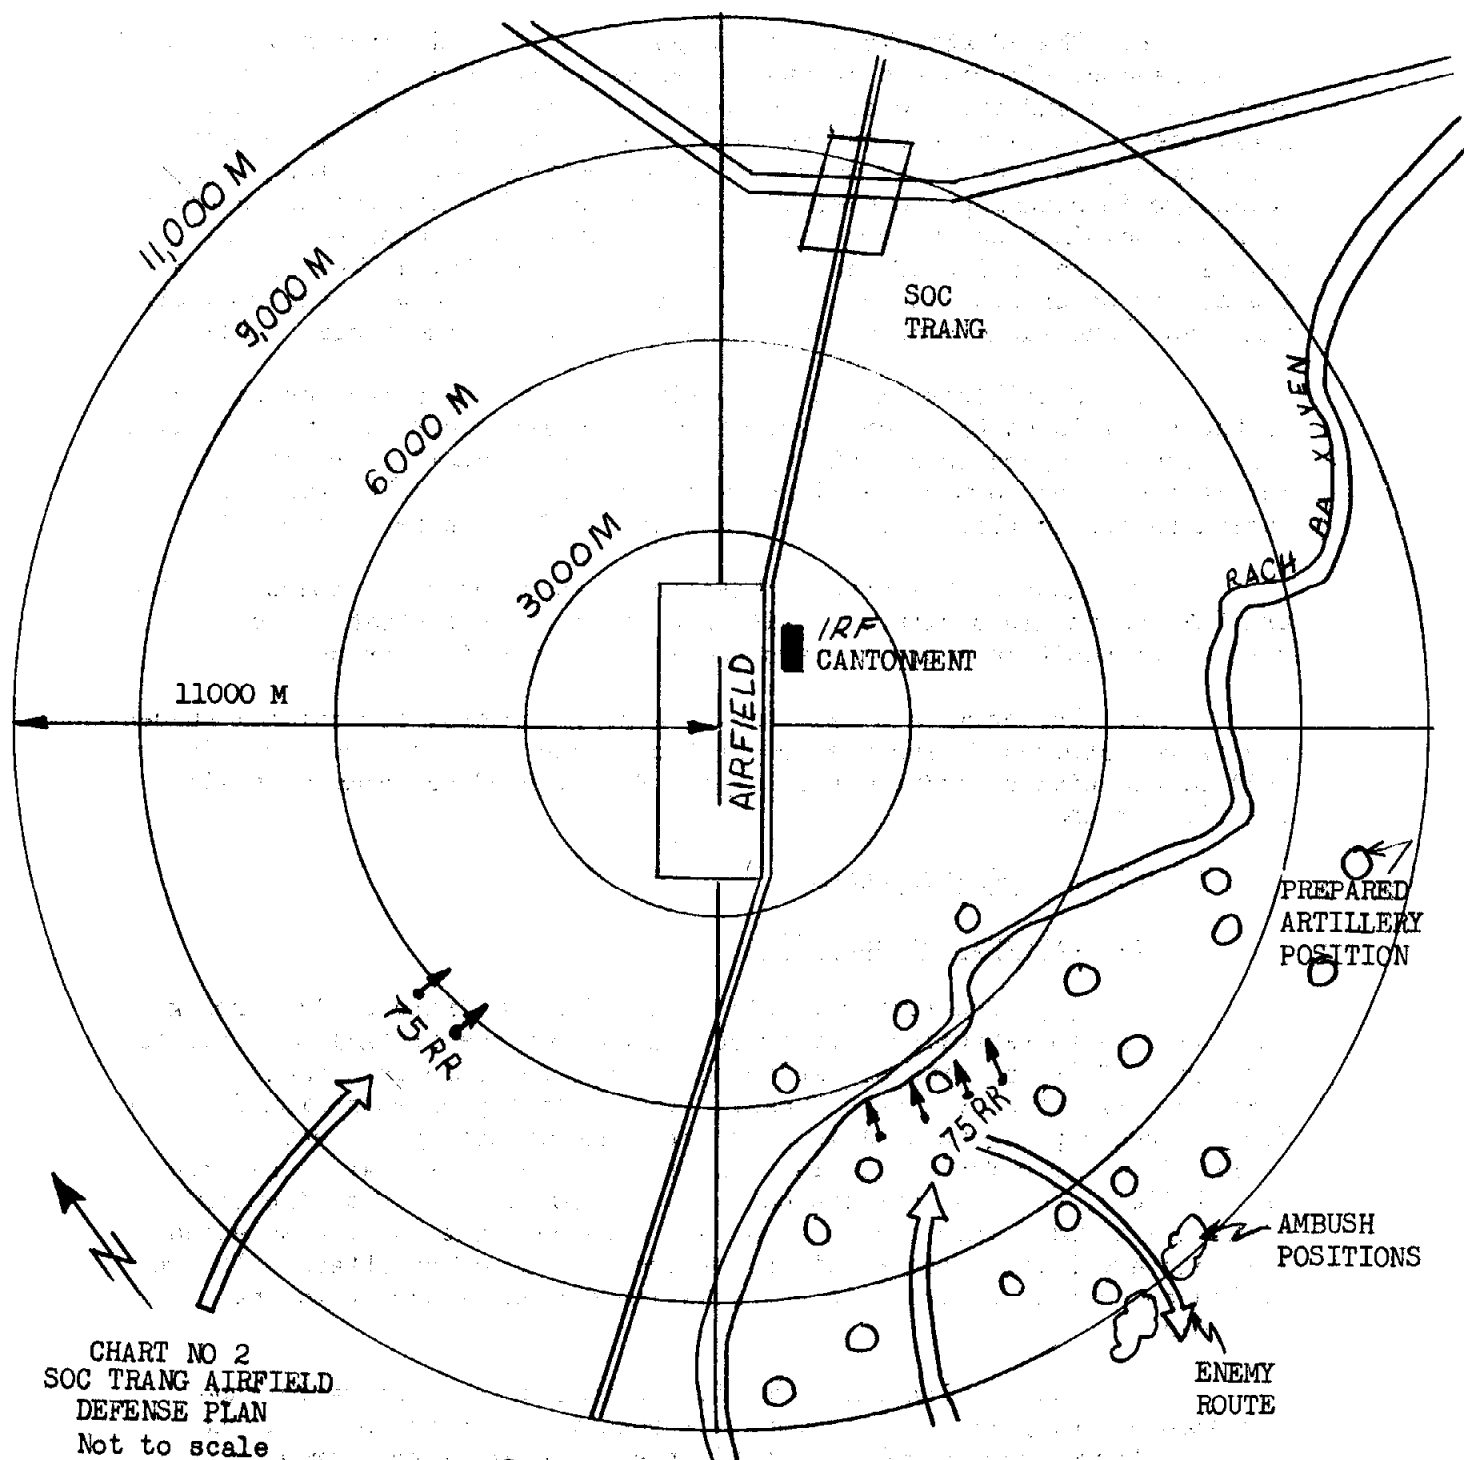 11,000 M
9,000 M
6000 M
3000 M
SOC
TRANG
RACH BA XUYEN
IRF
CANTONMENT
AIRFIELD
11000 M
PREPARED
ARTILLERY
POSITION
75 RR
75 RR
AMBUSH
POSITIONS
ENEMY
ROUTE
N
CHART NO 2
SOC TRANG AIRFIELD
DEFENSE PLAN
Not to scale